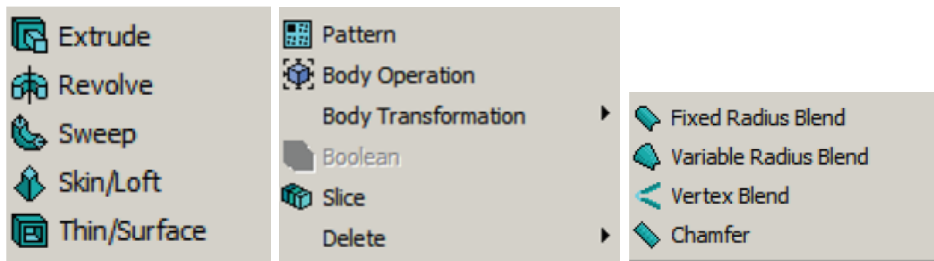 Extrude
Revolve
Sweep
Skin/Loft
Thin/Surface
Pattern
Body Operation
Body Transformation
Boolean
Slice
Delete
Fixed Radius Blend
Variable Radius Blend
Vertex Blend
Chamfer